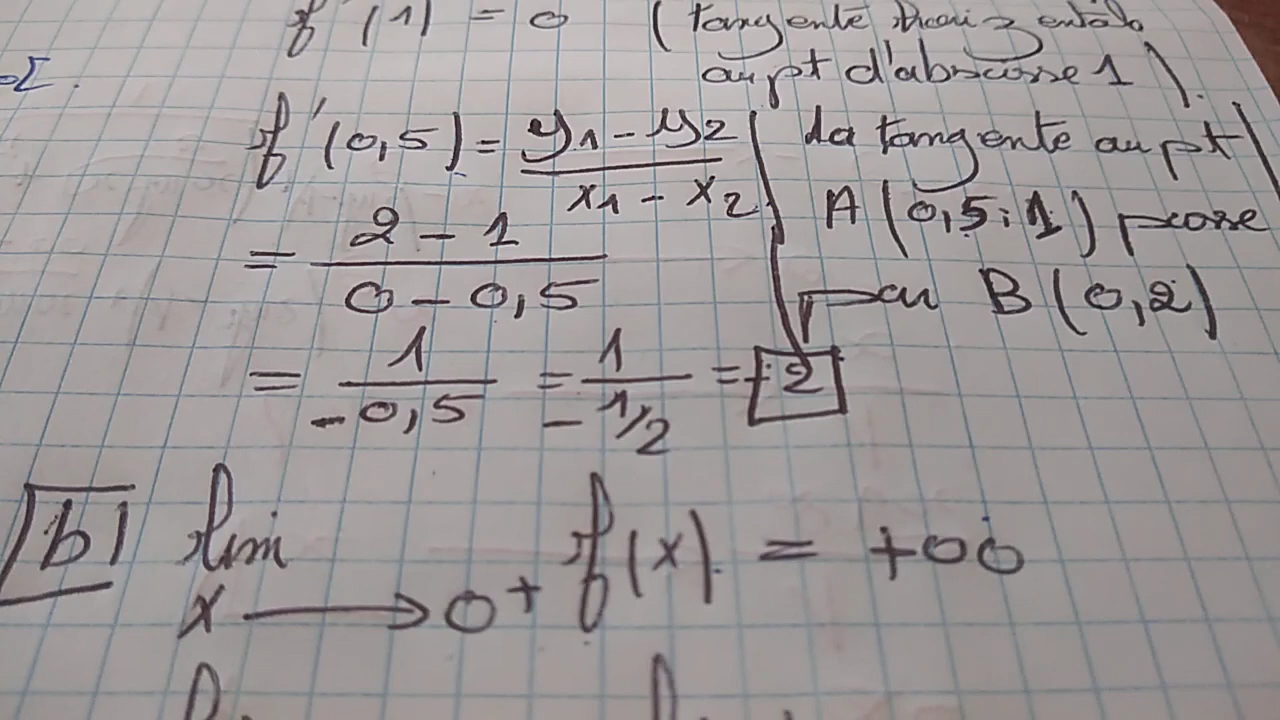 f'(1) = 0 (tangente horizontale
au pt d'abscisse 1).
f'(0,5) = y1 - y2 / x1 - x2
La tangente au pt
= 2 - 1 / 0 - 0,5
A(0,5; 1) passe
par B(0,2)
= 1 / -0,5 = 1 / -1/2 = -2
b) lim x → 0+ f(x) = +∞